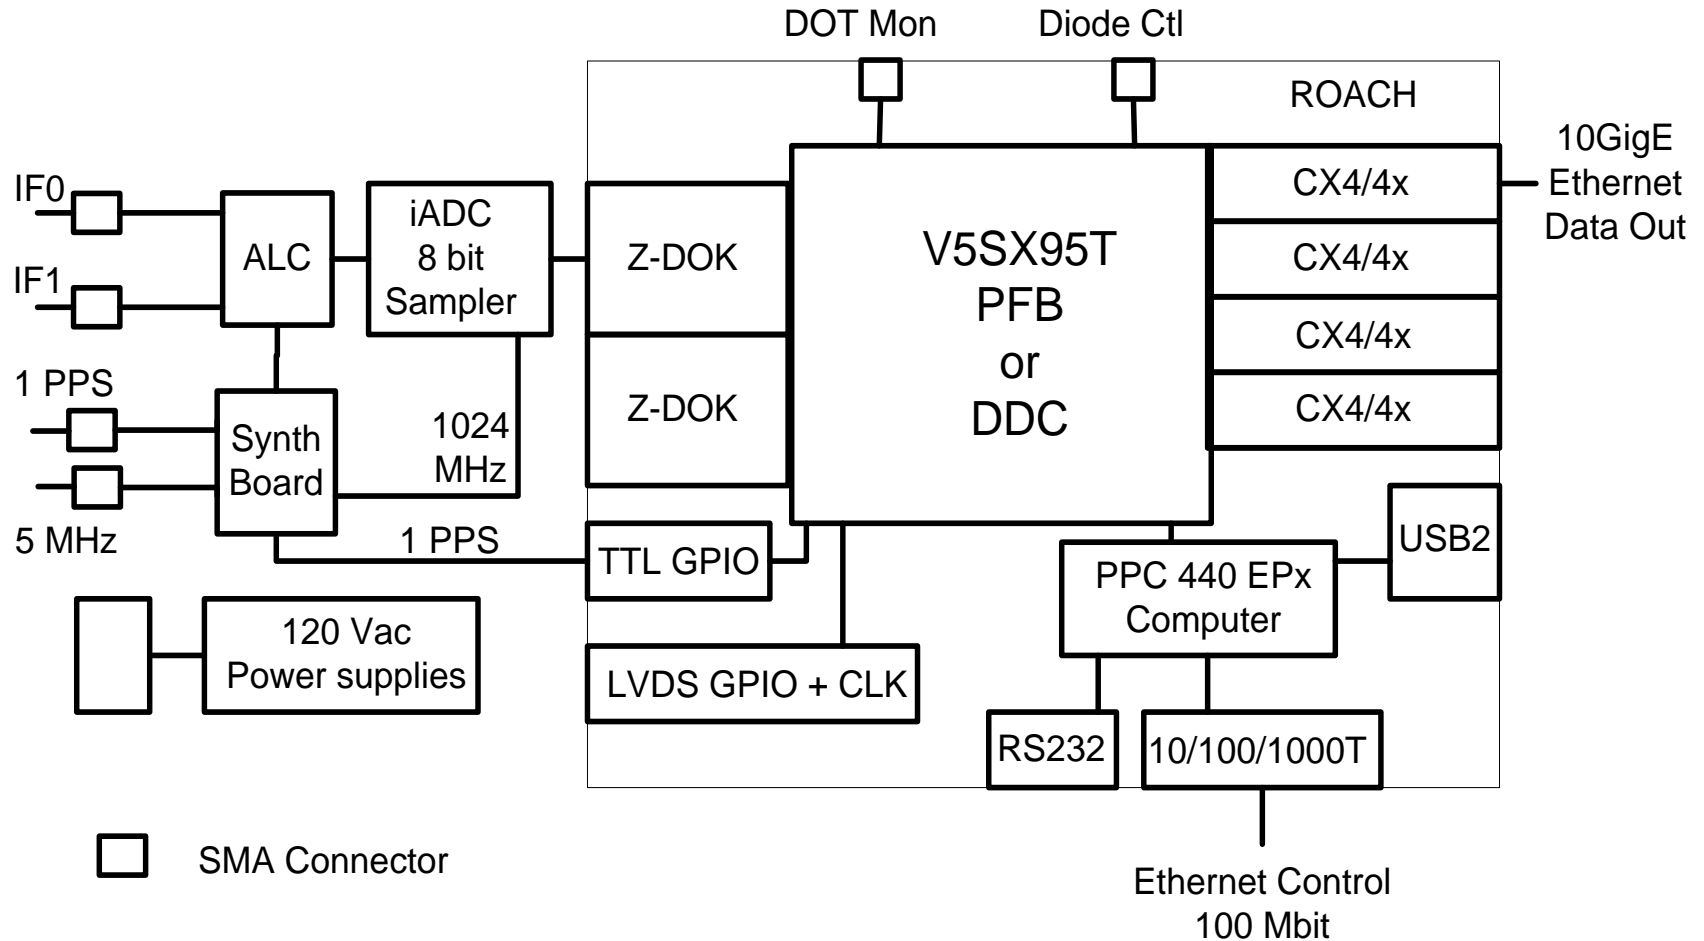 DOT Mon
Diode Ctl
ROACH
10GigE
Ethernet
Data Out
IF0
IF1
ALC
iADC
8 bit
Sampler
Z-DOK
Z-DOK
V5SX95T
PFB
or
DDC
CX4/4x
CX4/4x
CX4/4x
CX4/4x
1 PPS
Synth
Board
5 MHz
1024
MHz
1 PPS
TTL GPIO
LVDS GPIO + CLK
PPC 440 EPx
Computer
USB2
RS232
10/100/1000T
120 Vac
Power supplies
SMA Connector
Ethernet Control
100 Mbit